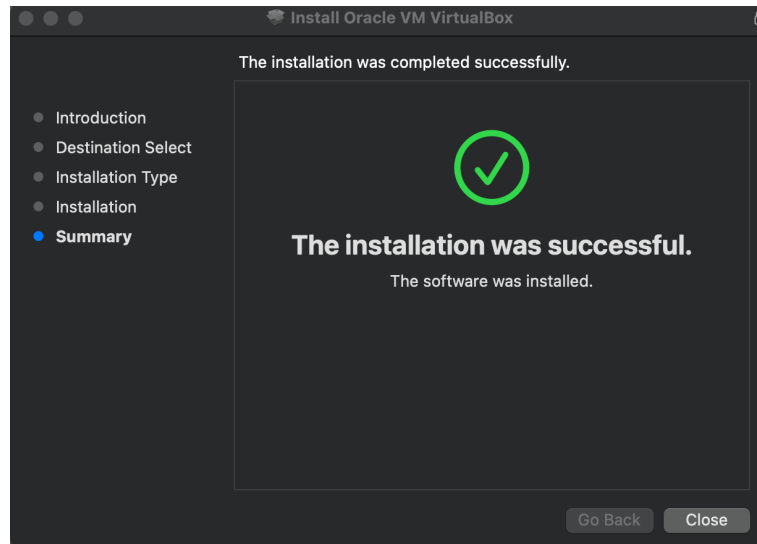 Install Oracle VM VirtualBox
The installation was completed successfully.
Introduction
Destination Select
Installation Type
Installation
Summary
The installation was successful.
The software was installed.
Go Back
Close